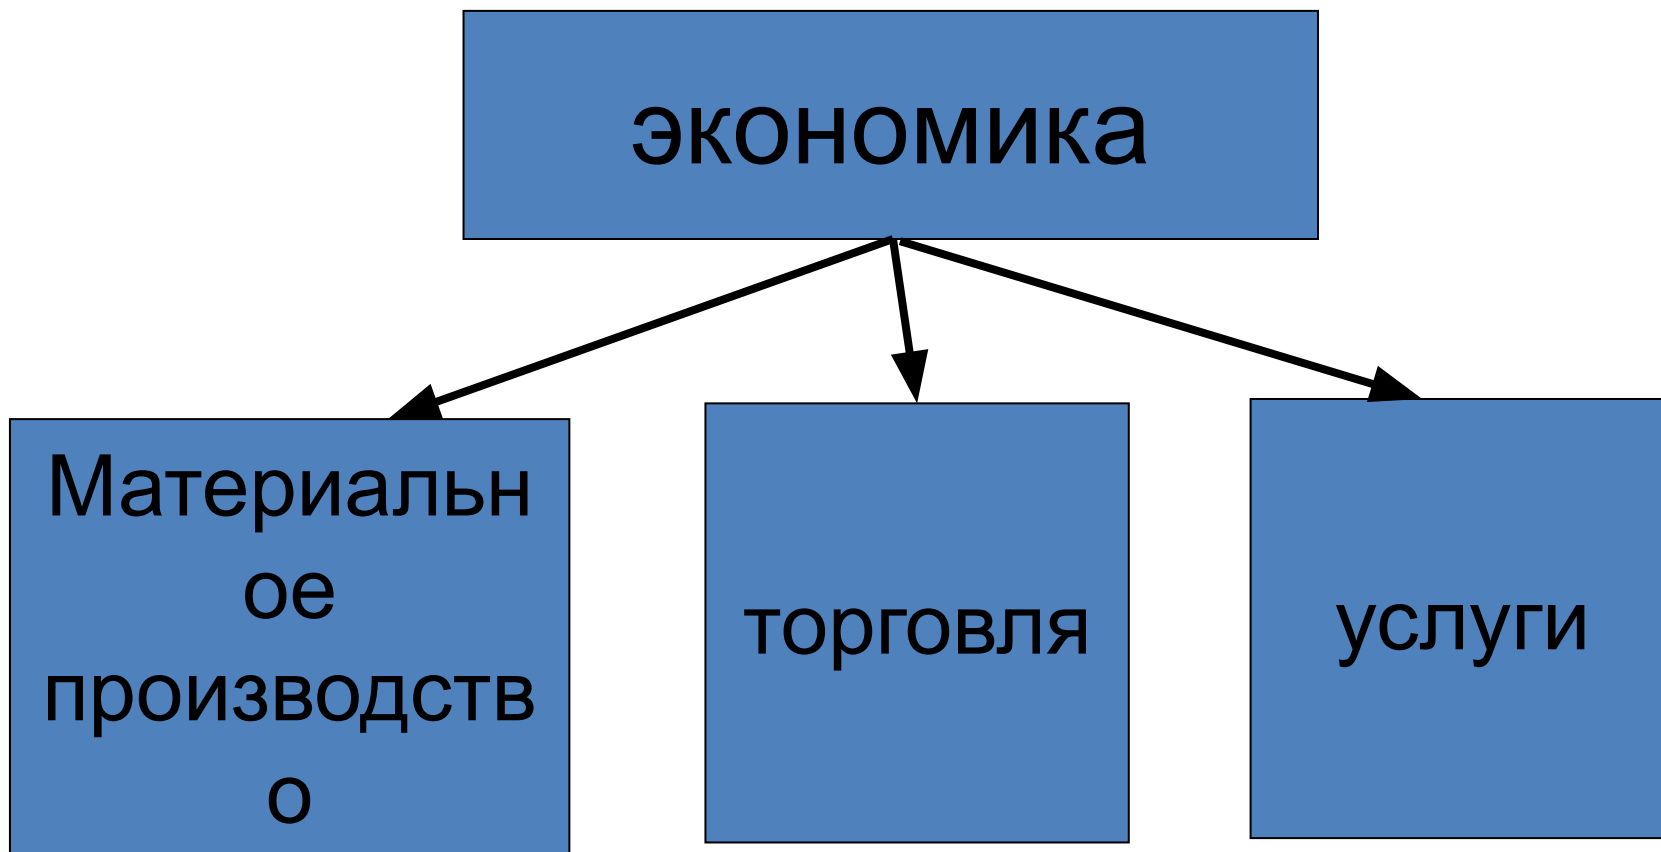 экономика
Материальн
ое
производств
о
торговля
услуги